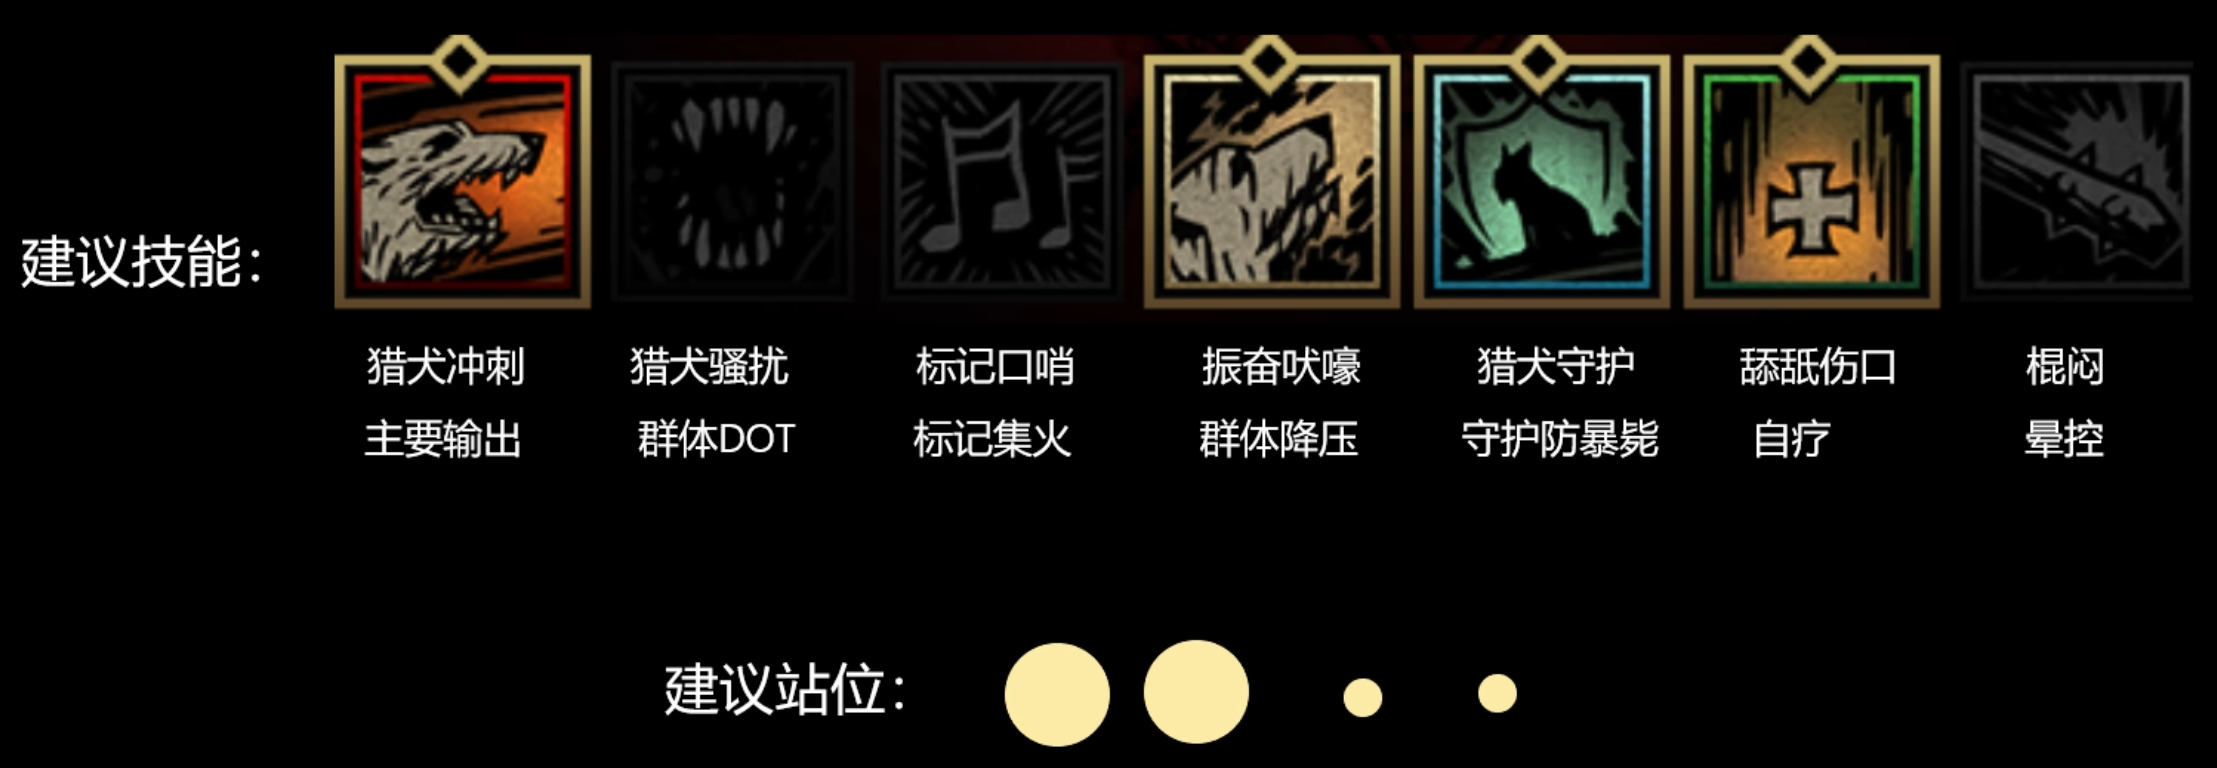 建议技能：
猎犬冲刺 猎犬骚扰 标记口哨 振奋吠嚎 猎犬守护 舔舐伤口 棍闷
主要输出 群体DOT 标记集火 群体降压 守护防暴毙 自疗 晕控
建议站位：